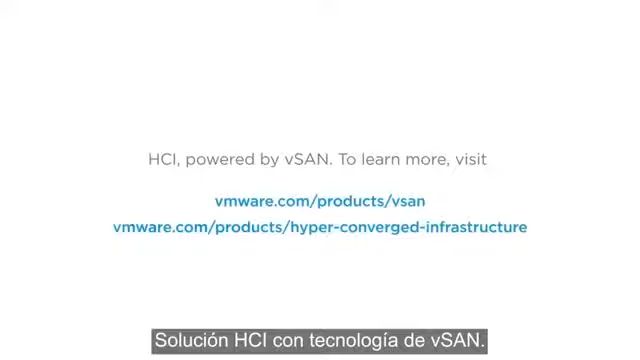 HCI, powered by vSAN. To learn more, visit
vmware.com/products/vsan
vmware.com/products/hyper-converged-infrastructure
Solución HCI con tecnología de vSAN.